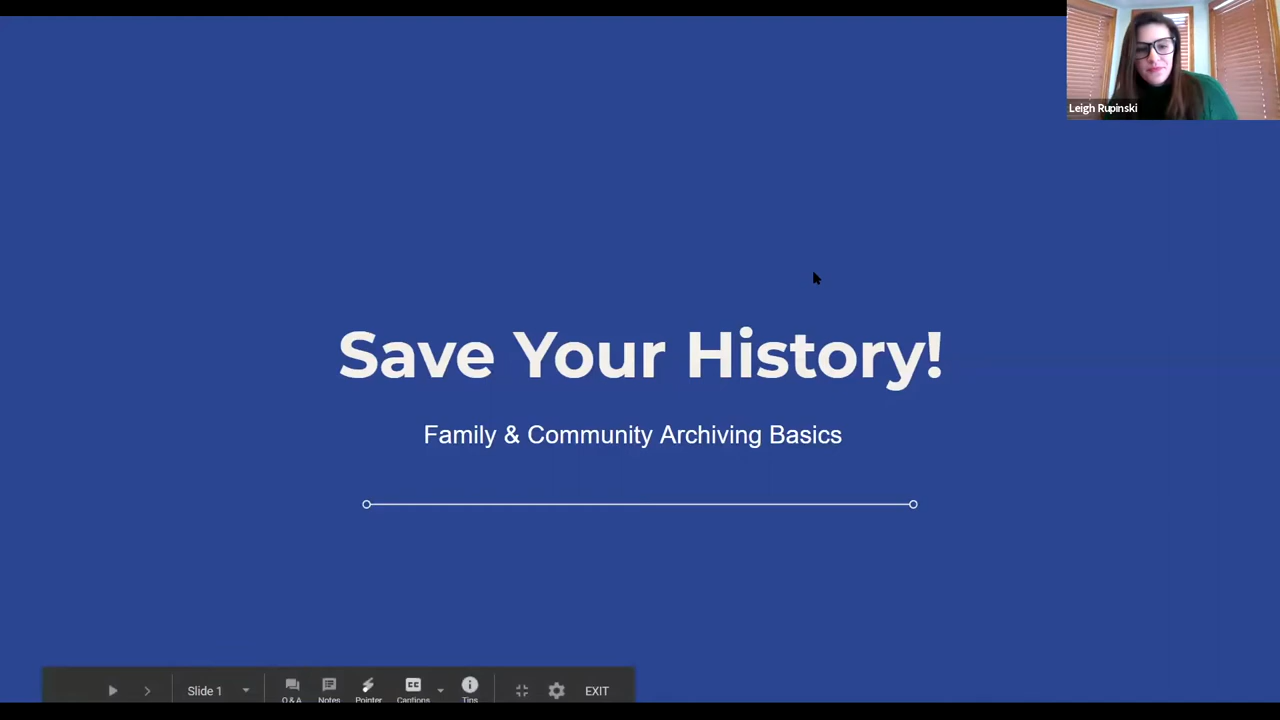 Leigh Rupinski
Save Your History!
Family & Community Archiving Basics
Slide 1
Q & A
Notes
Pointer
Captions
Tips
EXIT